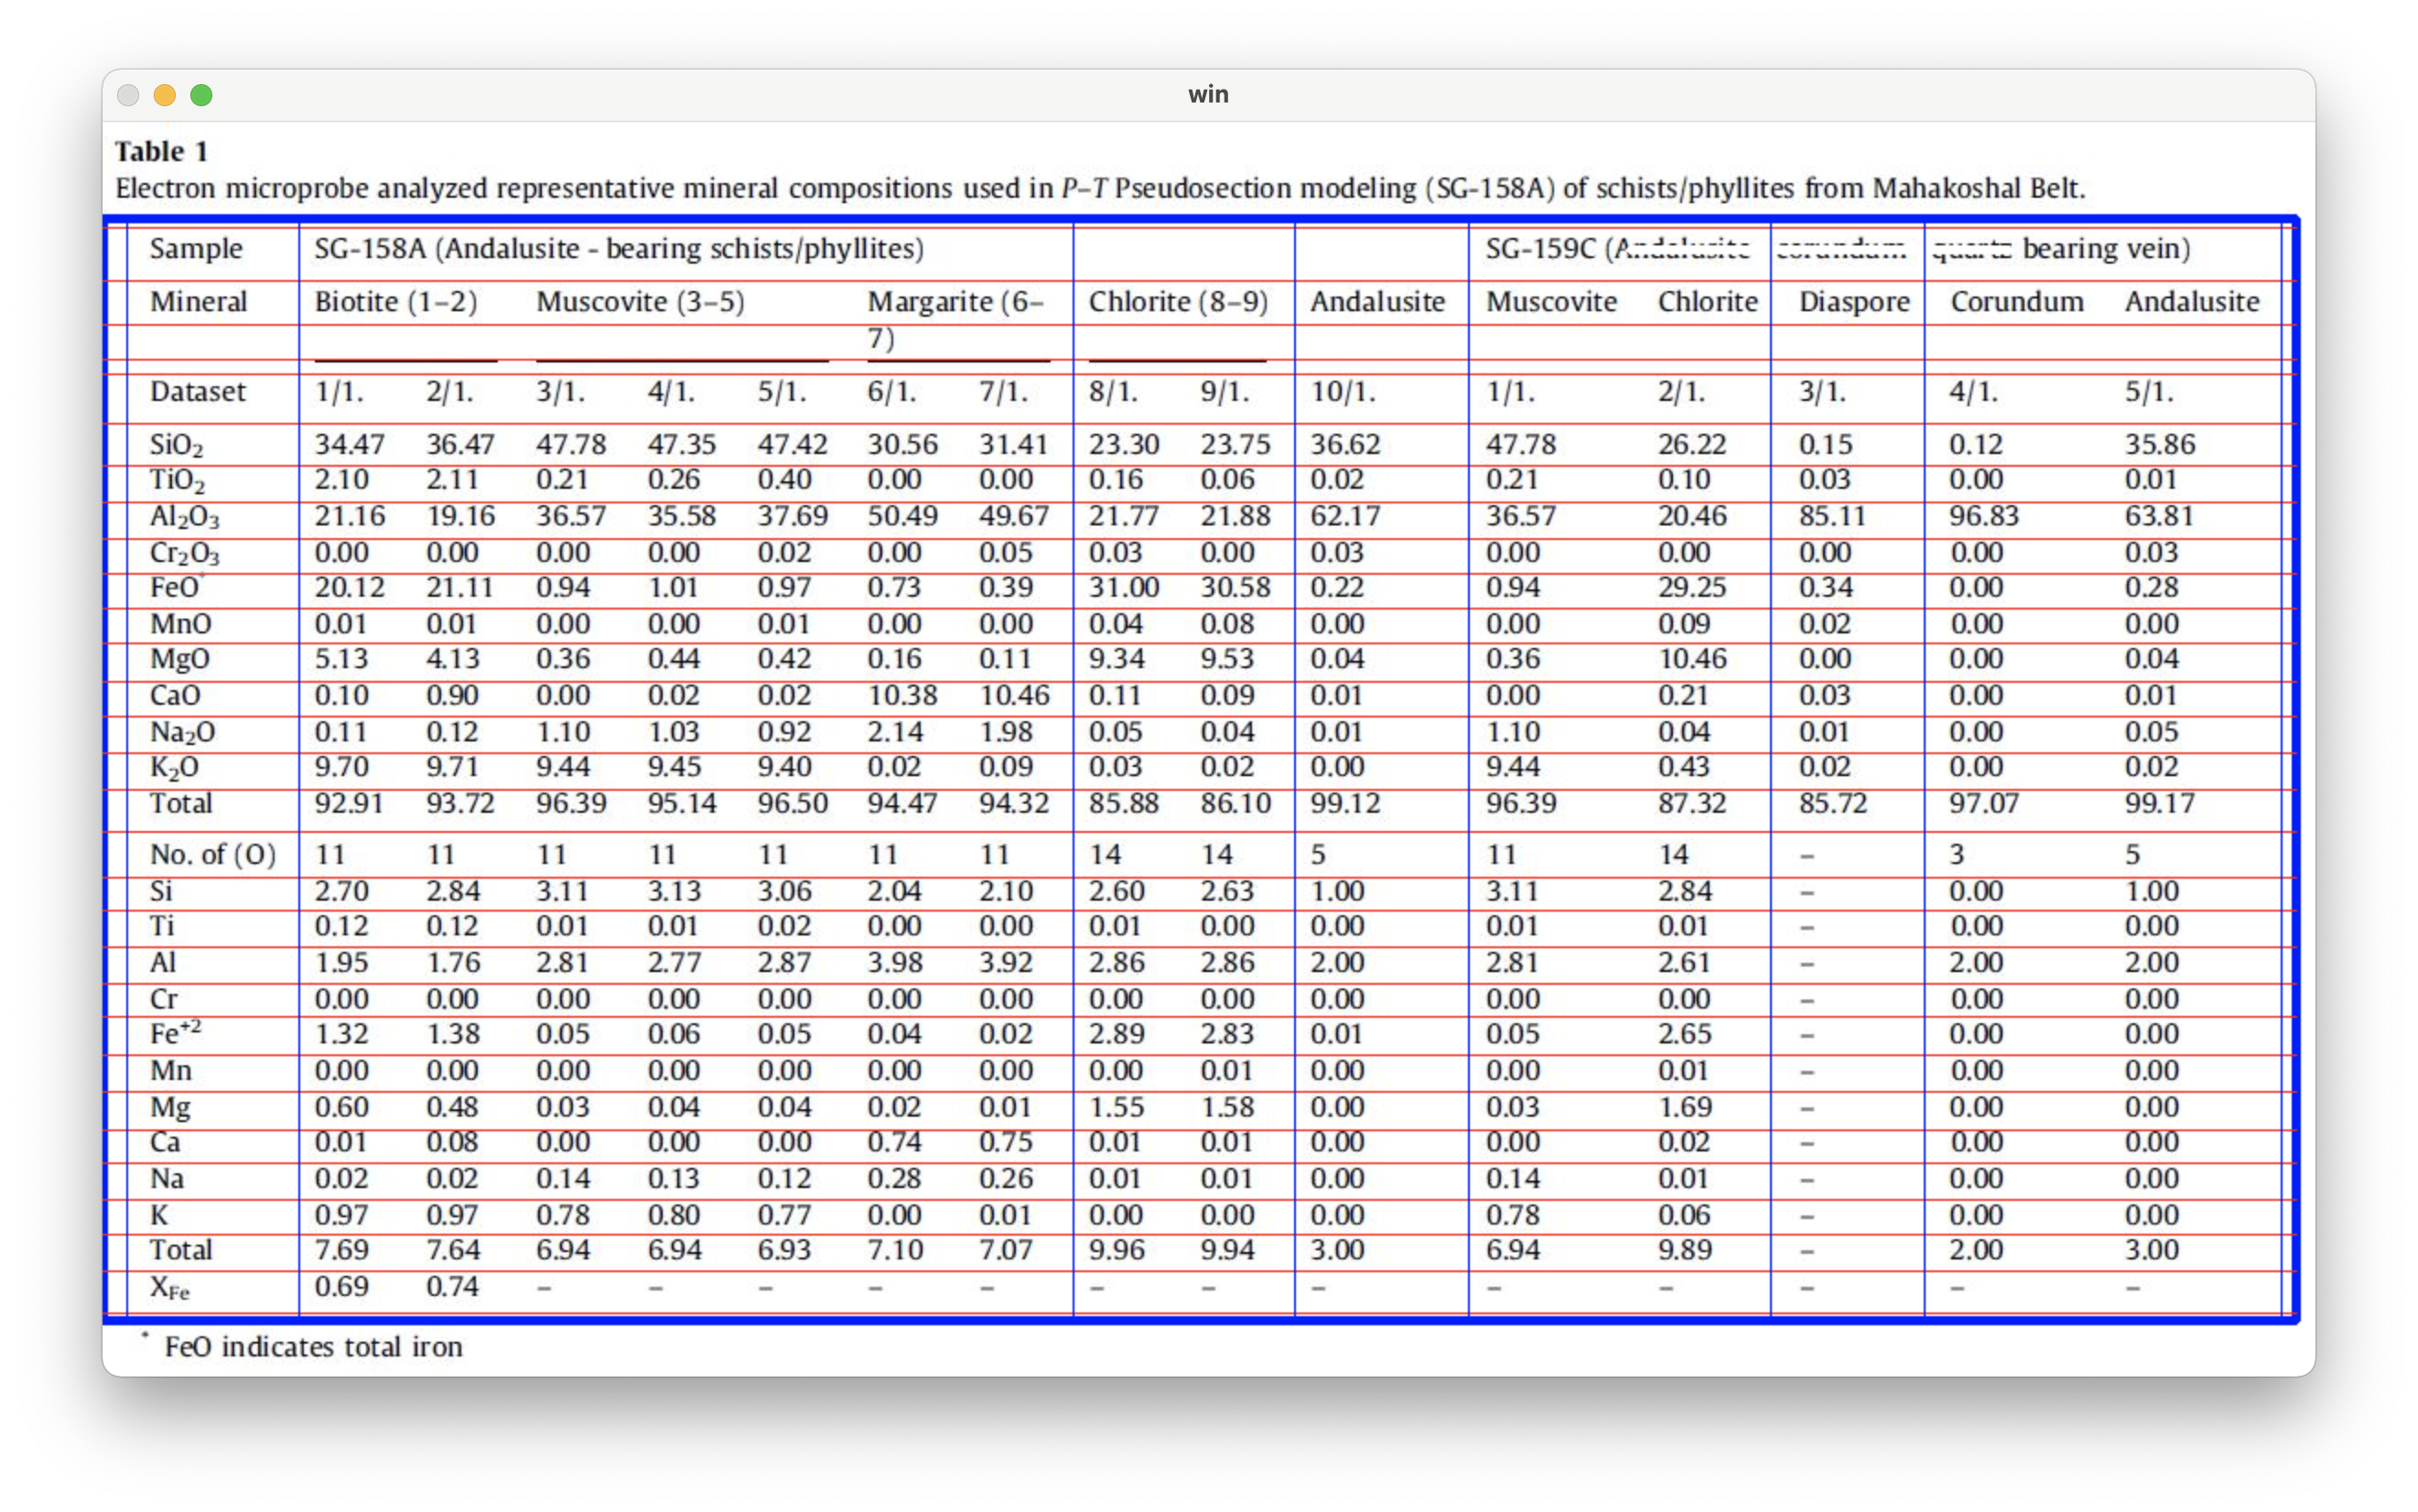 win
Table 1
Electron microprobe analyzed representative mineral compositions used in P–T Pseudosection modeling (SG-158A) of schists/phyllites from Mahakoshal Belt.
Sample SG-158A (Andalusite - bearing schists/phyllites) SG-159C (Andalusite corundum quartz bearing vein)
Mineral Biotite (1–2) Muscovite (3–5) Margarite (6– Chlorite (8–9) Andalusite Muscovite Chlorite Diaspore Corundum Andalusite
7)
Dataset 1/1. 2/1. 3/1. 4/1. 5/1. 6/1. 7/1. 8/1. 9/1. 10/1. 1/1. 2/1. 3/1. 4/1. 5/1.
SiO₂ 34.47 36.47 47.78 47.35 47.42 30.56 31.41 23.30 23.75 36.62 47.78 26.22 0.15 0.12 35.86
TiO₂ 2.10 2.11 0.21 0.26 0.40 0.00 0.00 0.16 0.06 0.02 0.21 0.10 0.03 0.00 0.01
Al₂O₃ 21.16 19.16 36.57 35.58 37.69 50.49 49.67 21.77 21.88 62.17 36.57 20.46 85.11 96.83 63.81
Cr₂O₃ 0.00 0.00 0.00 0.00 0.02 0.00 0.05 0.03 0.00 0.03 0.00 0.00 0.00 0.00 0.03
FeO* 20.12 21.11 0.94 1.01 0.97 0.73 0.39 31.00 30.58 0.22 0.94 29.25 0.34 0.00 0.28
MnO 0.01 0.01 0.00 0.00 0.01 0.00 0.00 0.04 0.08 0.00 0.00 0.09 0.02 0.00 0.00
MgO 5.13 4.13 0.36 0.44 0.42 0.16 0.11 9.34 9.53 0.04 0.36 10.46 0.00 0.00 0.04
CaO 0.10 0.90 0.00 0.02 0.02 10.38 10.46 0.11 0.09 0.01 0.00 0.21 0.03 0.00 0.01
Na₂O 0.11 0.12 1.10 1.03 0.92 2.14 1.98 0.05 0.04 0.01 1.10 0.04 0.01 0.00 0.05
K₂O 9.70 9.71 9.44 9.45 9.40 0.02 0.09 0.03 0.02 0.00 9.44 0.43 0.02 0.00 0.02
Total 92.91 93.72 96.39 95.14 96.50 94.47 94.32 85.88 86.10 99.12 96.39 87.32 85.72 97.07 99.17
No. of (O) 11 11 11 11 11 11 11 14 14 5 11 14 – 3 5
Si 2.70 2.84 3.11 3.13 3.06 2.04 2.10 2.60 2.63 1.00 3.11 2.84 – 0.00 1.00
Ti 0.12 0.12 0.01 0.01 0.02 0.00 0.00 0.01 0.00 0.00 0.01 0.01 – 0.00 0.00
Al 1.95 1.76 2.81 2.77 2.87 3.98 3.92 2.86 2.86 2.00 2.81 2.61 – 2.00 2.00
Cr 0.00 0.00 0.00 0.00 0.00 0.00 0.00 0.00 0.00 0.00 0.00 0.00 – 0.00 0.00
Fe⁺² 1.32 1.38 0.05 0.06 0.05 0.04 0.02 2.89 2.83 0.01 0.05 2.65 – 0.00 0.00
Mn 0.00 0.00 0.00 0.00 0.00 0.00 0.00 0.00 0.01 0.00 0.00 0.01 – 0.00 0.00
Mg 0.60 0.48 0.03 0.04 0.04 0.02 0.01 1.55 1.58 0.00 0.03 1.69 – 0.00 0.00
Ca 0.01 0.08 0.00 0.00 0.00 0.74 0.75 0.01 0.01 0.00 0.00 0.02 – 0.00 0.00
Na 0.02 0.02 0.14 0.13 0.12 0.28 0.26 0.01 0.01 0.00 0.14 0.01 – 0.00 0.00
K 0.97 0.97 0.78 0.80 0.77 0.00 0.01 0.00 0.00 0.00 0.78 0.06 – 0.00 0.00
Total 7.69 7.64 6.94 6.94 6.93 7.10 7.07 9.96 9.94 3.00 6.94 9.89 – 2.00 3.00
X_Fe 0.69 0.74 – – – – – – – – – – – – –
* FeO indicates total iron